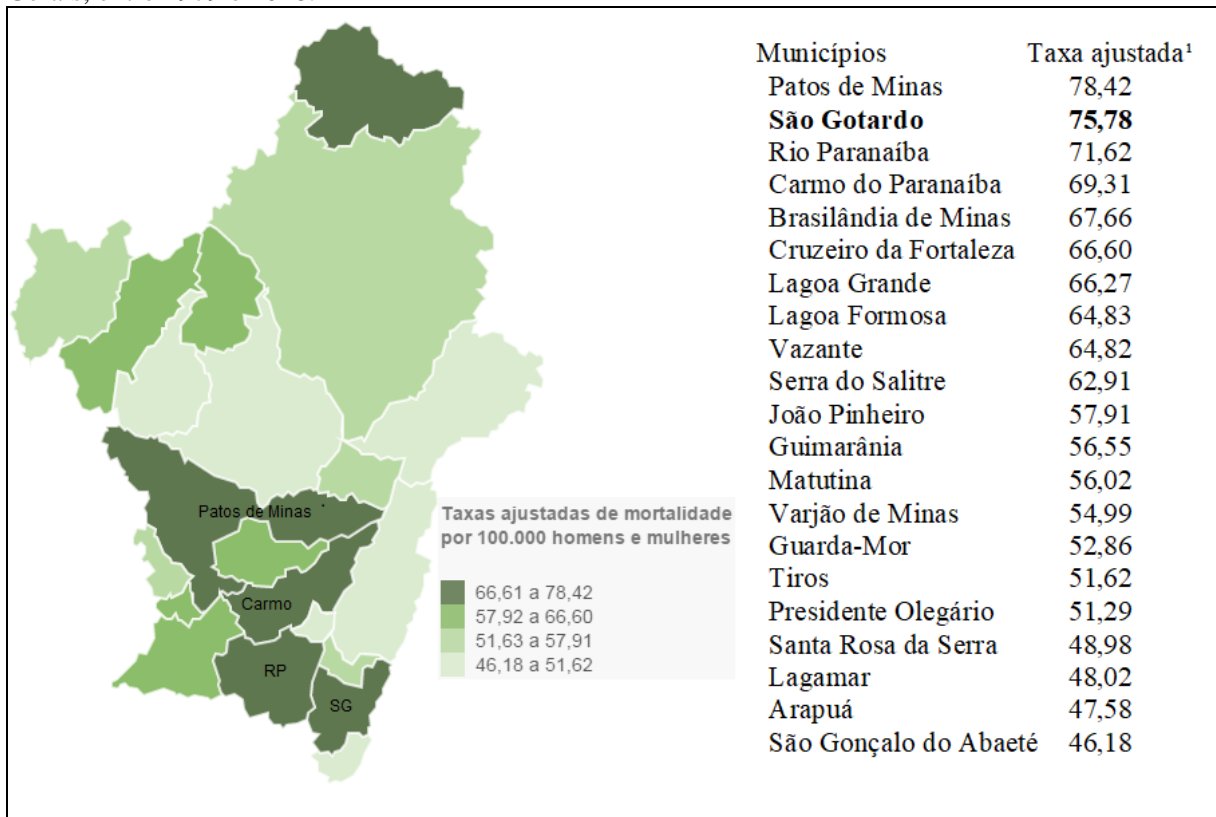 Municípios Taxa ajustada¹
Patos de Minas 78,42
São Gotardo 75,78
Rio Paranaíba 71,62
Carmo do Paranaíba 69,31
Brasilândia de Minas 67,66
Cruzeiro da Fortaleza 66,60
Lagoa Grande 66,27
Lagoa Formosa 64,83
Vazante 64,82
Serra do Salitre 62,91
João Pinheiro 57,91
Guimarânia 56,55
Matutina 56,02
Varjão de Minas 54,99
Guarda-Mor 52,86
Tiros 51,62
Presidente Olegário 51,29
Santa Rosa da Serra 48,98
Lagamar 48,02
Arapuá 47,58
São Gonçalo do Abaeté 46,18
Patos de Minas
Carmo
RP
SG
Taxas ajustadas de mortalidade
por 100.000 homens e mulheres
66,61 a 78,42
57,92 a 66,60
51,63 a 57,91
46,18 a 51,62